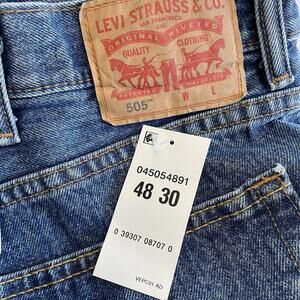 LEVI STRAUSS & CO.
SAN FRANCISCO
CAL.
ORIGINAL RIVETED
QUALITY CLOTHING
505
W L
045054891
48 30
0 39307 08707 0
VEPC01 AD